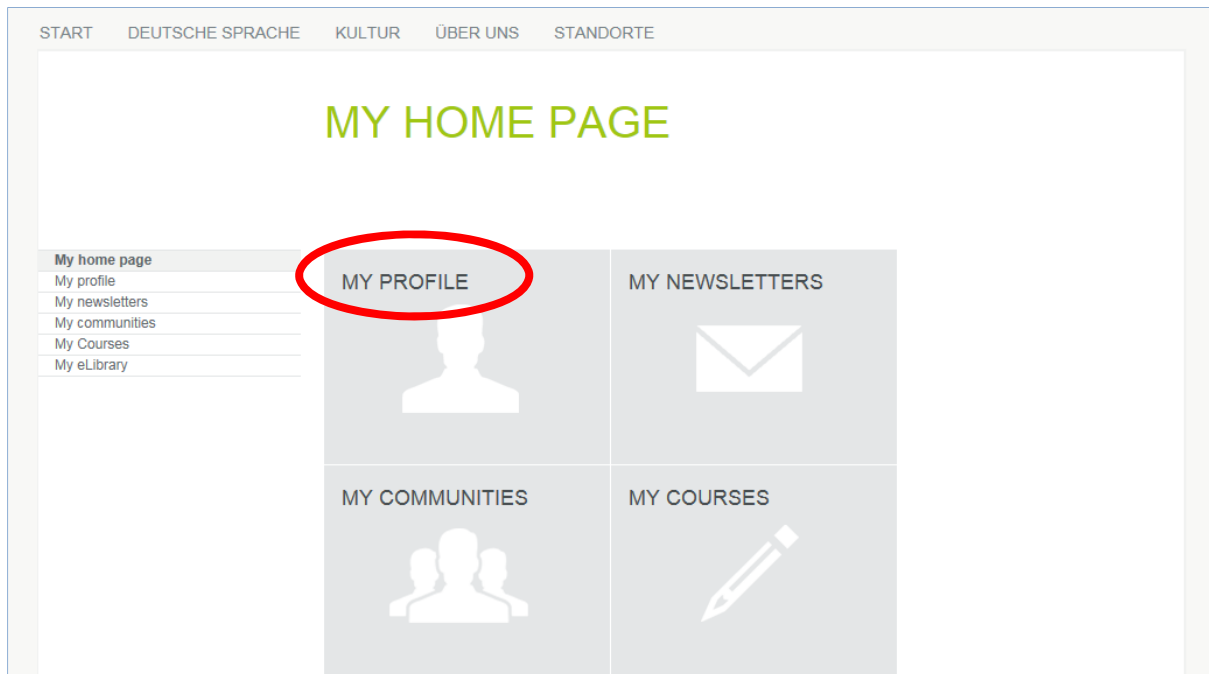 START DEUTSCHE SPRACHE KULTUR ÜBER UNS STANDORTE
MY HOME PAGE
My home page
My profile
My newsletters
My communities
My Courses
My eLibrary
MY PROFILE
MY NEWSLETTERS
MY COMMUNITIES
MY COURSES